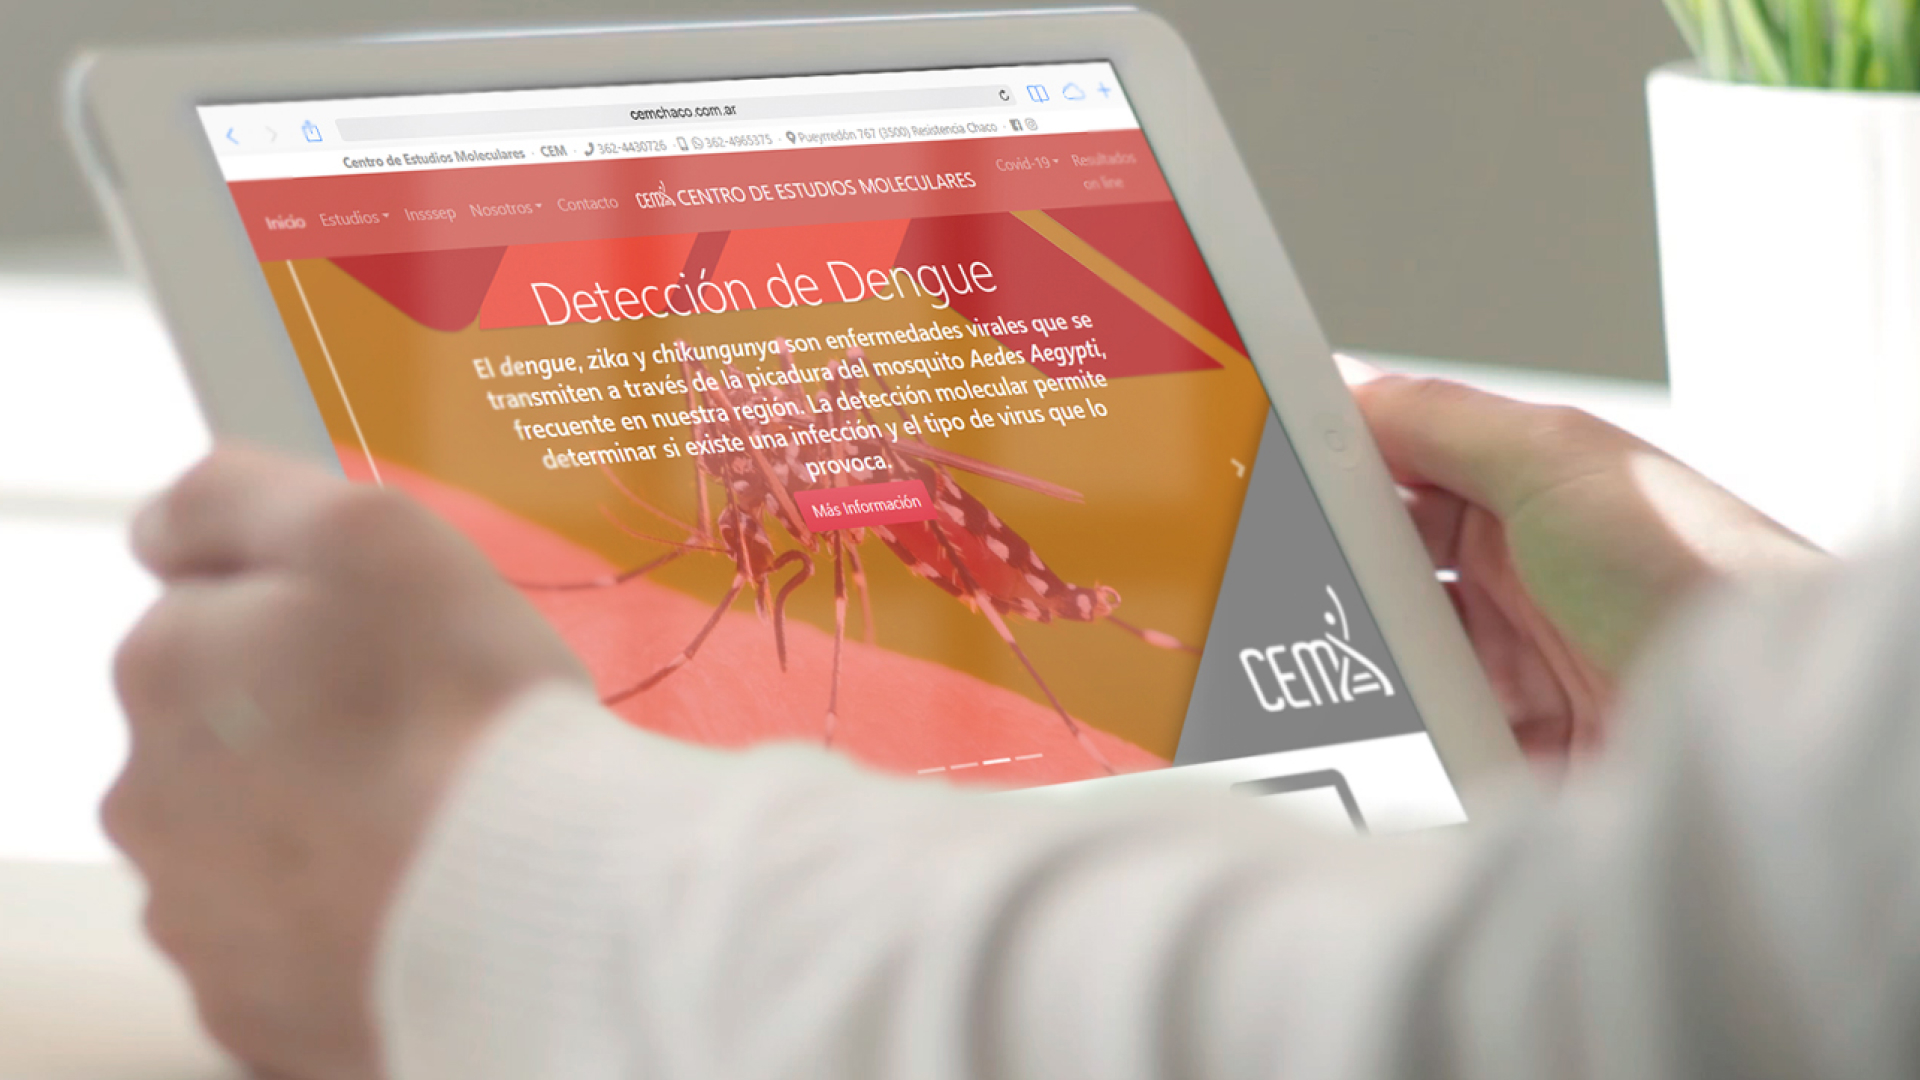 cemchaco.com.ar
Centro de Estudios Moleculares · CEM · 362-4430726 · 362-4965375 · Pueyrredón 767 (3500) Resistencia Chaco ·
Inicio Estudios Insssep Nosotros Contacto CEM CENTRO DE ESTUDIOS MOLECULARES Covid-19 Resultados
on line
Detección de Dengue
El dengue, zika y chikungunya son enfermedades virales que se
transmiten a través de la picadura del mosquito Aedes Aegypti,
frecuente en nuestra región. La detección molecular permite
determinar si existe una infección y el tipo de virus que lo
provoca.
Más Información
CEM